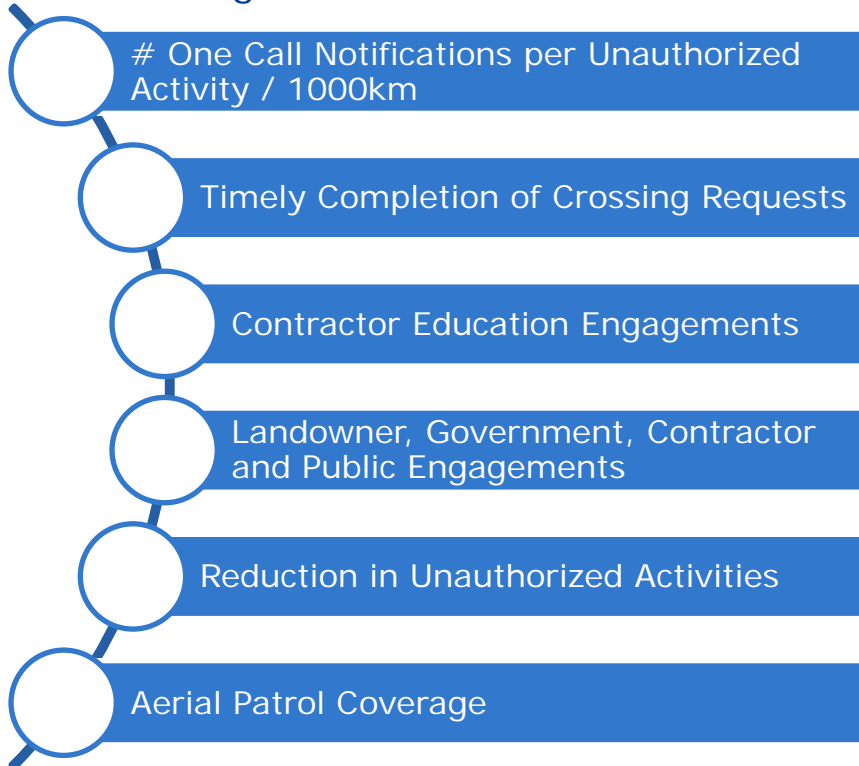 # One Call Notifications per Unauthorized
Activity / 1000km
Timely Completion of Crossing Requests
Contractor Education Engagements
Landowner, Government, Contractor
and Public Engagements
Reduction in Unauthorized Activities
Aerial Patrol Coverage